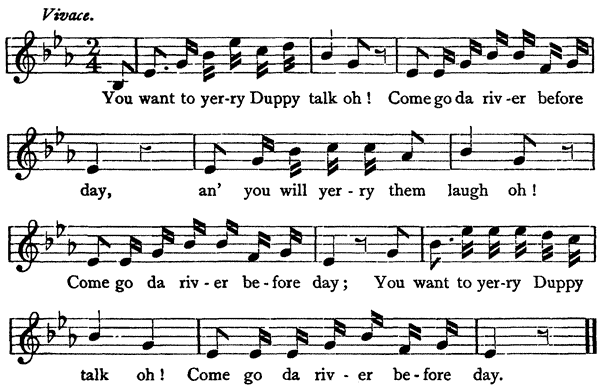 Vivace.
2
4
You want to yer-ry Duppy talk oh! Come go da riv-er before
day, an' you will yer-ry them laugh oh!
Come go da riv-er be-fore day; You want to yer-ry Duppy
talk oh! Come go da riv-er be-fore day.